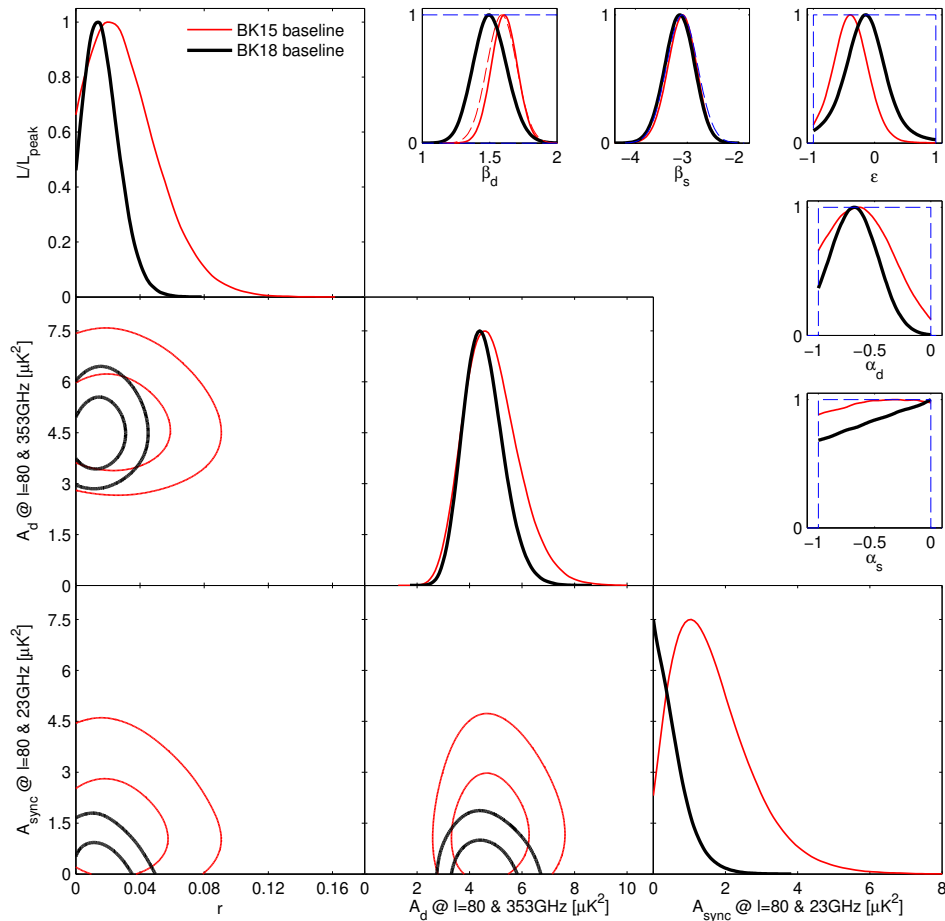 BK15 baseline
BK18 baseline
L/L_peak
1
0.8
0.6
0.4
0.2
0
1
0
1 1.5 2
β_d
1
0
−4 −3 −2
β_s
1
0
−1 0 1
ε
1
0
−1 −0.5 0
α_d
1
0
−1 −0.5 0
α_s
A_d @ l=80 & 353GHz [µK²]
7.5
6
4.5
3
1.5
0
A_sync @ l=80 & 23GHz [µK²]
7.5
6
4.5
3
1.5
0
0 0.04 0.08 0.12 0.16
r
0 2 4 6 8 10
A_d @ l=80 & 353GHz [µK²]
0 2 4 6 8
A_sync @ l=80 & 23GHz [µK²]